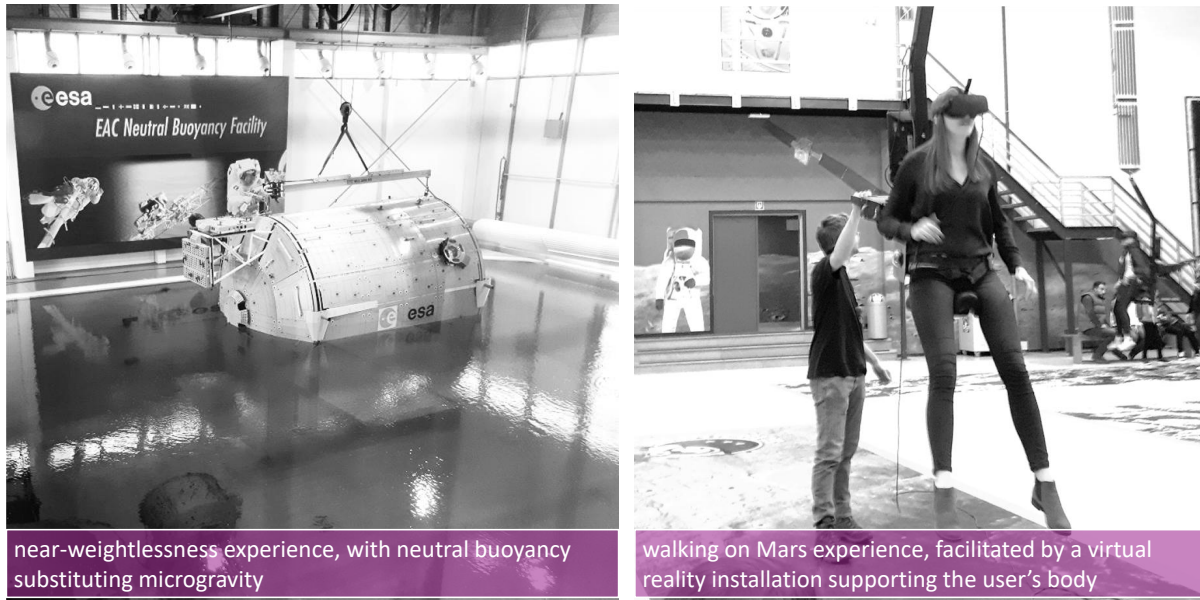 esa
EAC Neutral Buoyancy Facility
esa
near-weightlessness experience, with neutral buoyancy
substituting microgravity
walking on Mars experience, facilitated by a virtual
reality installation supporting the user's body